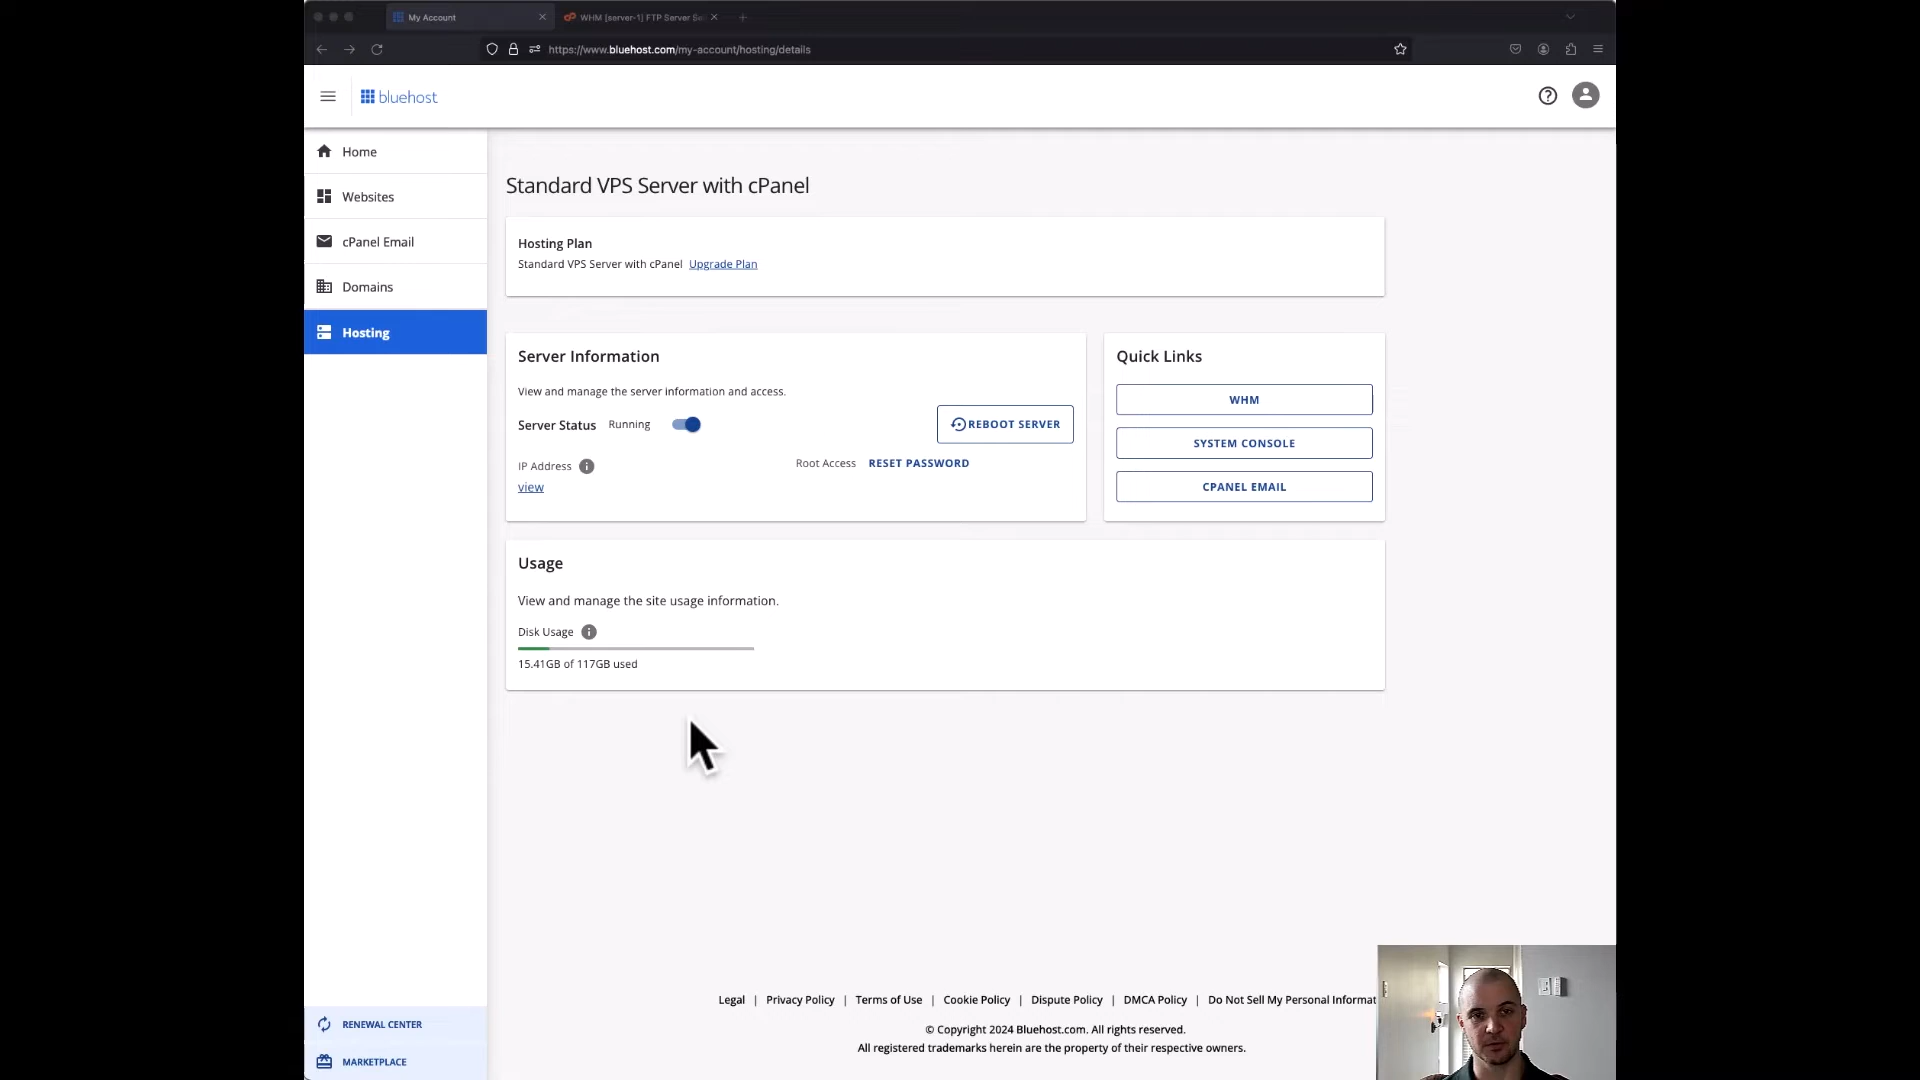 My Account
WHM [server-1] FTP Server Se
https://www.bluehost.com/my-account/hosting/details
bluehost
Home
Websites
cPanel Email
Domains
Hosting
Standard VPS Server with cPanel
Hosting Plan
Standard VPS Server with cPanel Upgrade Plan
Server Information
View and manage the server information and access.
Server Status Running
REBOOT SERVER
IP Address
Root Access RESET PASSWORD
view
Quick Links
WHM
SYSTEM CONSOLE
CPANEL EMAIL
Usage
View and manage the site usage information.
Disk Usage
15.41GB of 117GB used
Legal | Privacy Policy | Terms of Use | Cookie Policy | Dispute Policy | DMCA Policy | Do Not Sell My Personal Informat
© Copyright 2024 Bluehost.com. All rights reserved.
All registered trademarks herein are the property of their respective owners.
RENEWAL CENTER
MARKETPLACE